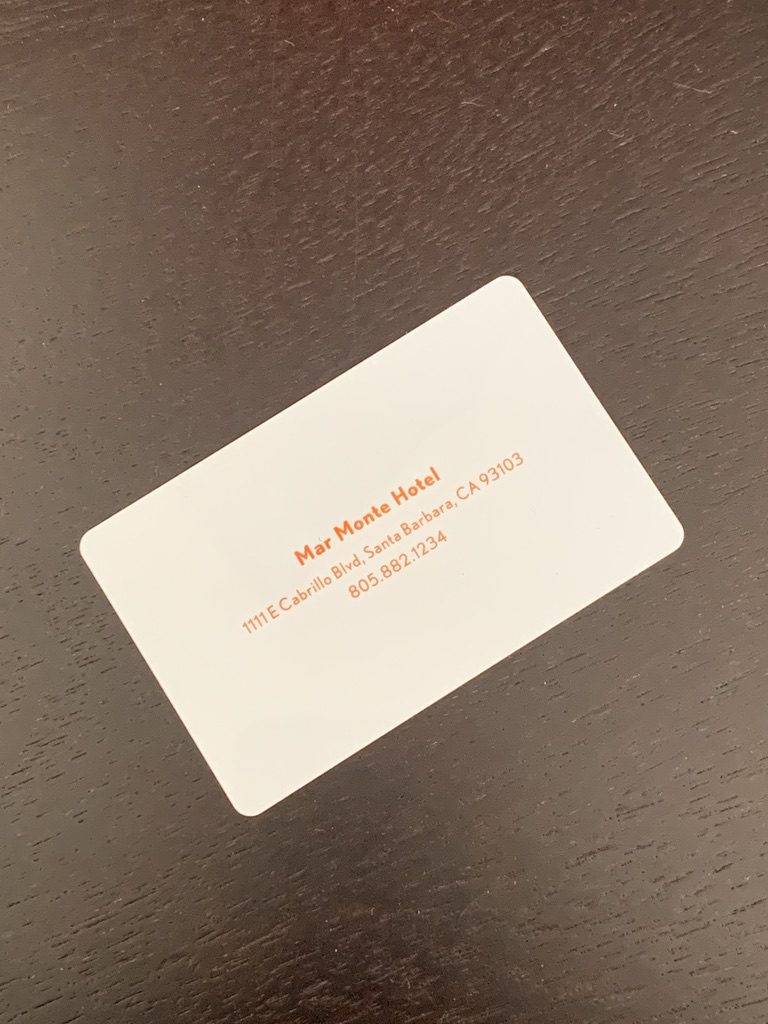 Mar Monte Hotel
1111 E Cabrillo Blvd, Santa Barbara, CA 93103
805.882.1234